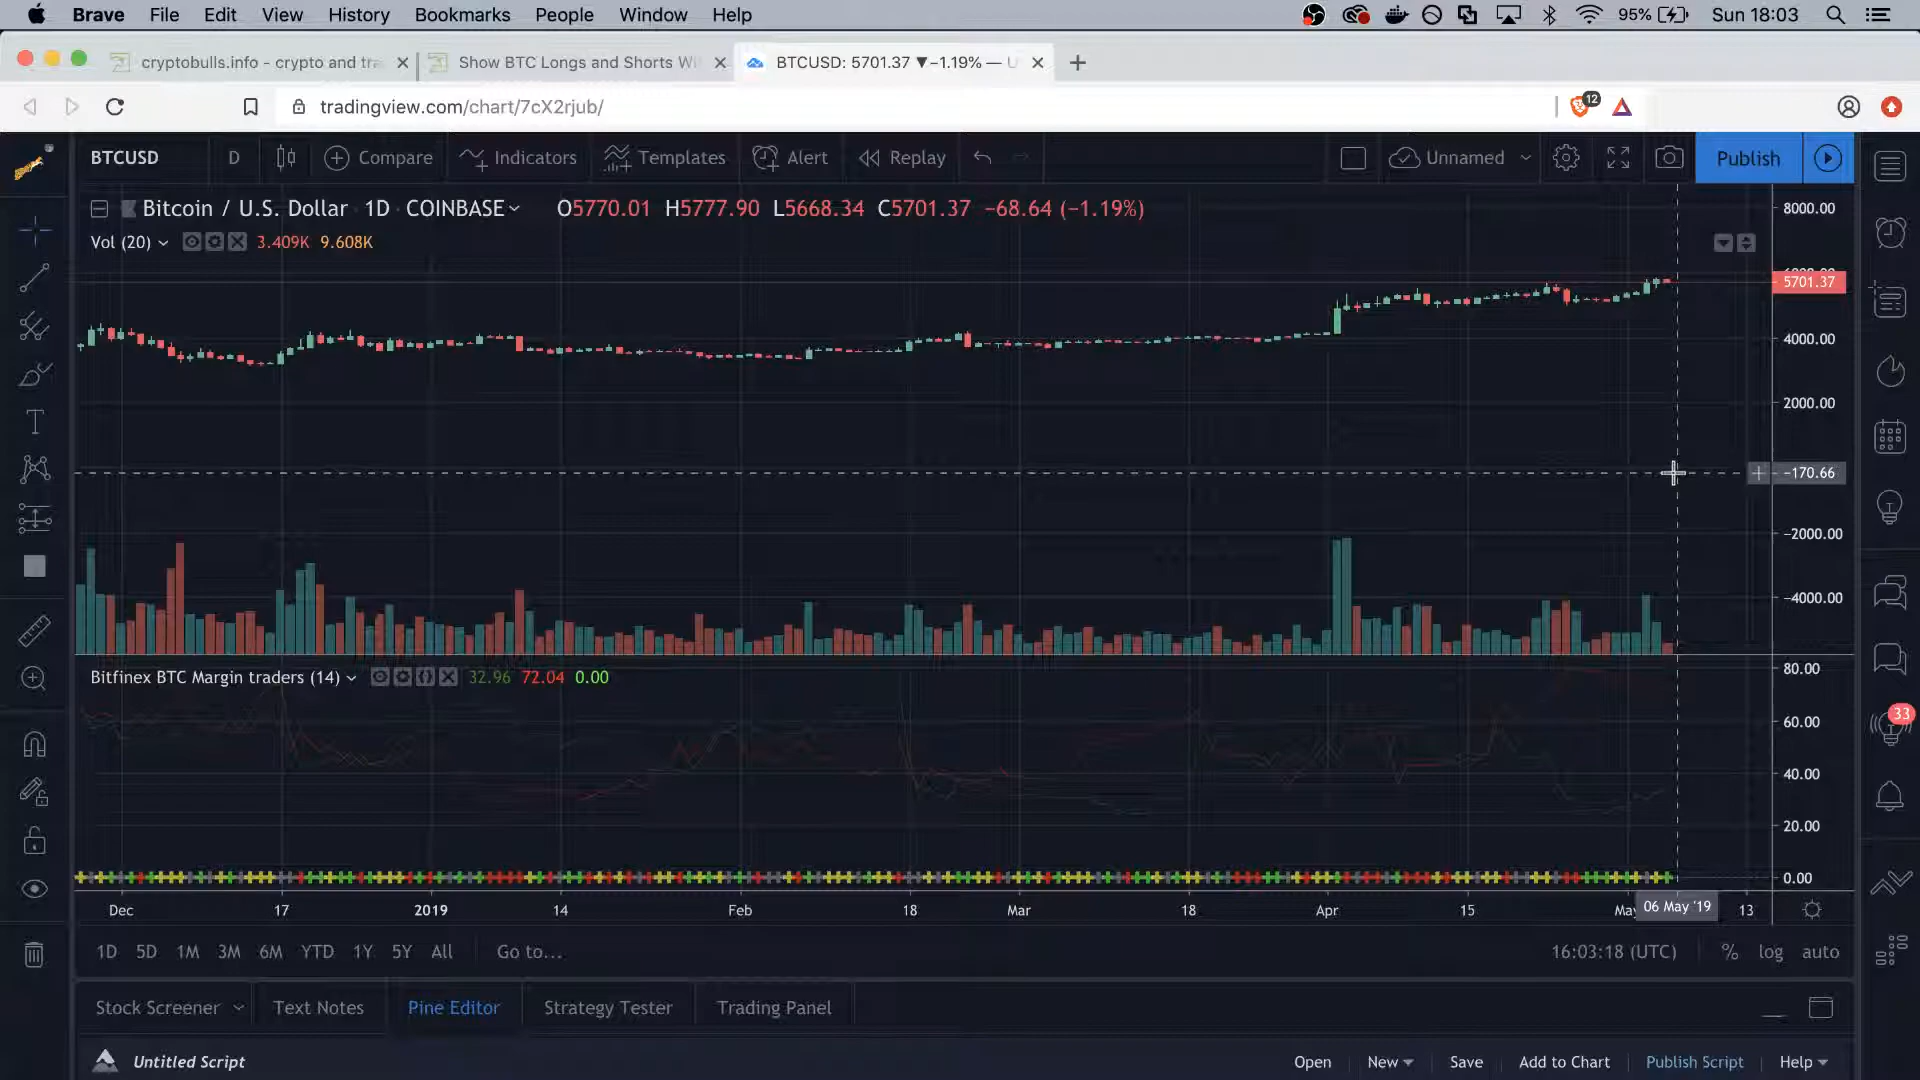 Brave File Edit View History Bookmarks People Window Help 95% Sun 18:03
cryptobulls.info - crypto and tra
Show BTC Longs and Shorts Wi
BTCUSD: 5701.37 ▼−1.19% — U
tradingview.com/chart/7cX2rjub/ 12
BTCUSD D Compare Indicators Templates Alert Replay Unnamed Publish
Bitcoin / U.S. Dollar 1D COINBASE O5770.01 H5777.90 L5668.34 C5701.37 −68.64 (−1.19%)
Vol (20) 3.409K 9.608K
8000.00
5701.37
4000.00
2000.00
−170.66
−2000.00
−4000.00
Bitfinex BTC Margin traders (14) 32.96 72.04 0.00
80.00
60.00
40.00
20.00
0.00
33
Dec 17 2019 14 Feb 18 Mar 18 Apr 15 May 06 May '19 13
1D 5D 1M 3M 6M YTD 1Y 5Y All Go to... 16:03:18 (UTC) % log auto
Stock Screener Text Notes Pine Editor Strategy Tester Trading Panel
Untitled Script Open New Save Add to Chart Publish Script Help